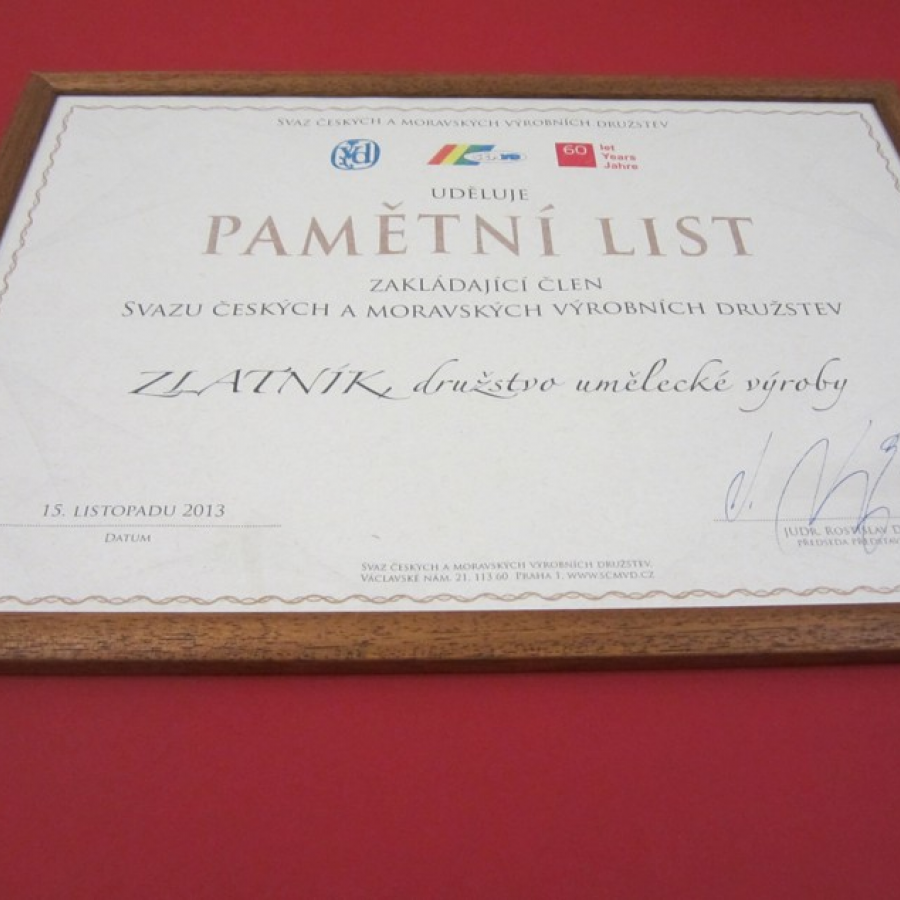 SVAZ ČESKÝCH A MORAVSKÝCH VÝROBNÍCH DRUŽSTEV
60 let
Years
Jahre
UDĚLUJE
PAMĚTNÍ LIST
ZAKLÁDAJÍCÍ ČLEN
SVAZU ČESKÝCH A MORAVSKÝCH VÝROBNÍCH DRUŽSTEV
ZLATNÍK, družstvo umělecké výroby
15. LISTOPADU 2013
DATUM
JUDR. ROSTISLAV D
PŘEDSEDA PŘEDSTAV
SVAZ ČESKÝCH A MORAVSKÝCH VÝROBNÍCH DRUŽSTEV,
VÁCLAVSKÉ NÁM. 21, 113 60 PRAHA 1, WWW.SCMVD.CZ